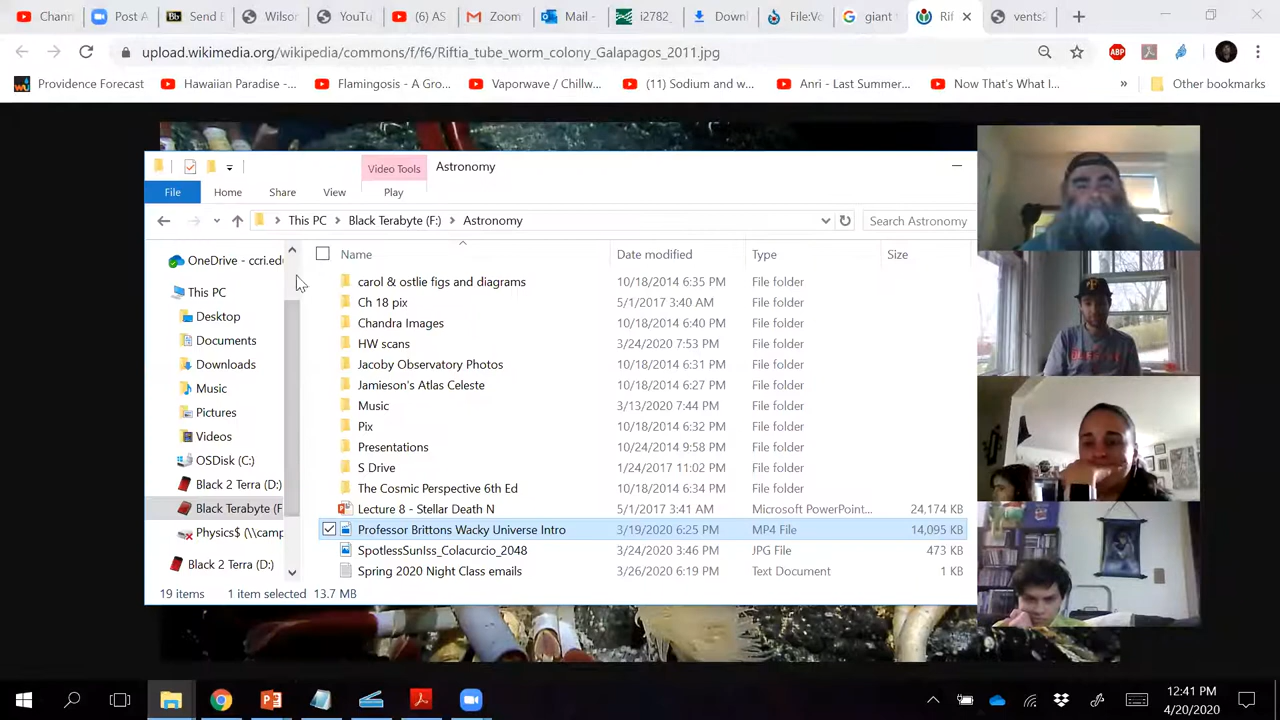 Chann
Post A
Send E
Wilsor
YouTu
(6) AS
Zoom
Mail -
i2782_
Downl
File:Vo
giant
Rif
vents2
upload.wikimedia.org/wikipedia/commons/f/f6/Riftia_tube_worm_colony_Galapagos_2011.jpg
ABP
Providence Forecast
Hawaiian Paradise -...
Flamingosis - A Gro...
Vaporwave / Chillw...
(11) Sodium and w...
Anri - Last Summer...
Now That's What I...
»
Other bookmarks
Video Tools
Astronomy
File
Home
Share
View
Play
This PC > Black Terabyte (F:) > Astronomy
Search Astronomy
Name
Date modified
Type
Size
OneDrive - ccri.edu
This PC
Desktop
Documents
Downloads
Music
Pictures
Videos
OSDisk (C:)
Black 2 Terra (D:)
Black Terabyte (F
Physics$ (\\camp
Black 2 Terra (D:)
carol & ostlie figs and diagrams 10/18/2014 6:35 PM File folder
Ch 18 pix 5/1/2017 3:40 AM File folder
Chandra Images 10/18/2014 6:40 PM File folder
HW scans 3/24/2020 7:53 PM File folder
Jacoby Observatory Photos 10/18/2014 6:31 PM File folder
Jamieson's Atlas Celeste 10/18/2014 6:27 PM File folder
Music 3/13/2020 7:44 PM File folder
Pix 10/18/2014 6:32 PM File folder
Presentations 10/24/2014 9:58 PM File folder
S Drive 1/24/2017 11:02 PM File folder
The Cosmic Perspective 6th Ed 10/18/2014 6:34 PM File folder
Lecture 8 - Stellar Death N 5/1/2017 3:41 AM Microsoft PowerPoint... 24,174 KB
Professor Brittons Wacky Universe Intro 3/19/2020 6:25 PM MP4 File 14,095 KB
SpotlessSunIss_Colacurcio_2048 3/24/2020 3:46 PM JPG File 473 KB
Spring 2020 Night Class emails 3/26/2020 6:19 PM Text Document 1 KB
19 items
1 item selected 13.7 MB
12:41 PM
4/20/2020